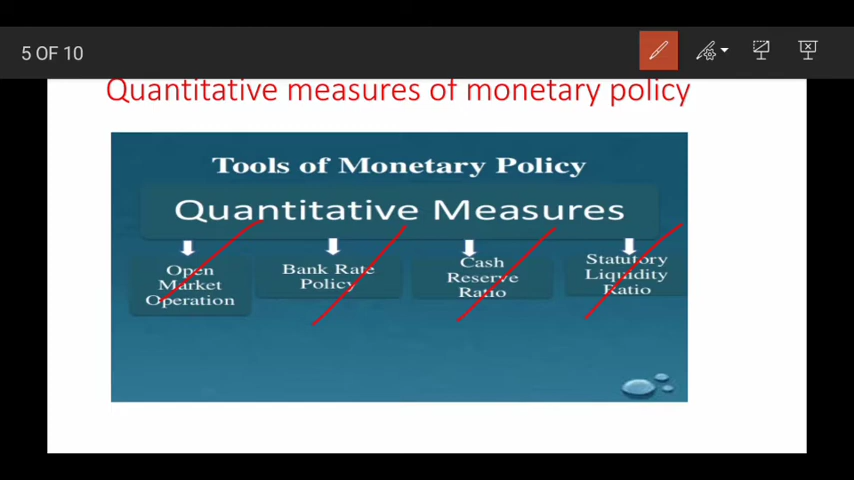 5 OF 10
Quantitative measures of monetary policy
Tools of Monetary Policy
Quantitative Measures
Open
Market
Operation
Bank Rate
Policy
Cash
Reserve
Ratio
Statutory
Liquidity
Ratio